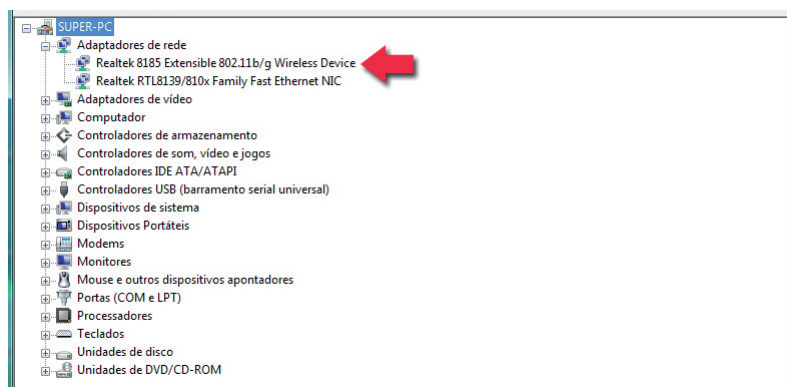 SUPER-PC
Adaptadores de rede
Realtek 8185 Extensible 802.11b/g Wireless Device
Realtek RTL8139/810x Family Fast Ethernet NIC
Adaptadores de vídeo
Computador
Controladores de armazenamento
Controladores de som, vídeo e jogos
Controladores IDE ATA/ATAPI
Controladores USB (barramento serial universal)
Dispositivos de sistema
Dispositivos Portáteis
Modems
Monitores
Mouse e outros dispositivos apontadores
Portas (COM e LPT)
Processadores
Teclados
Unidades de disco
Unidades de DVD/CD-ROM